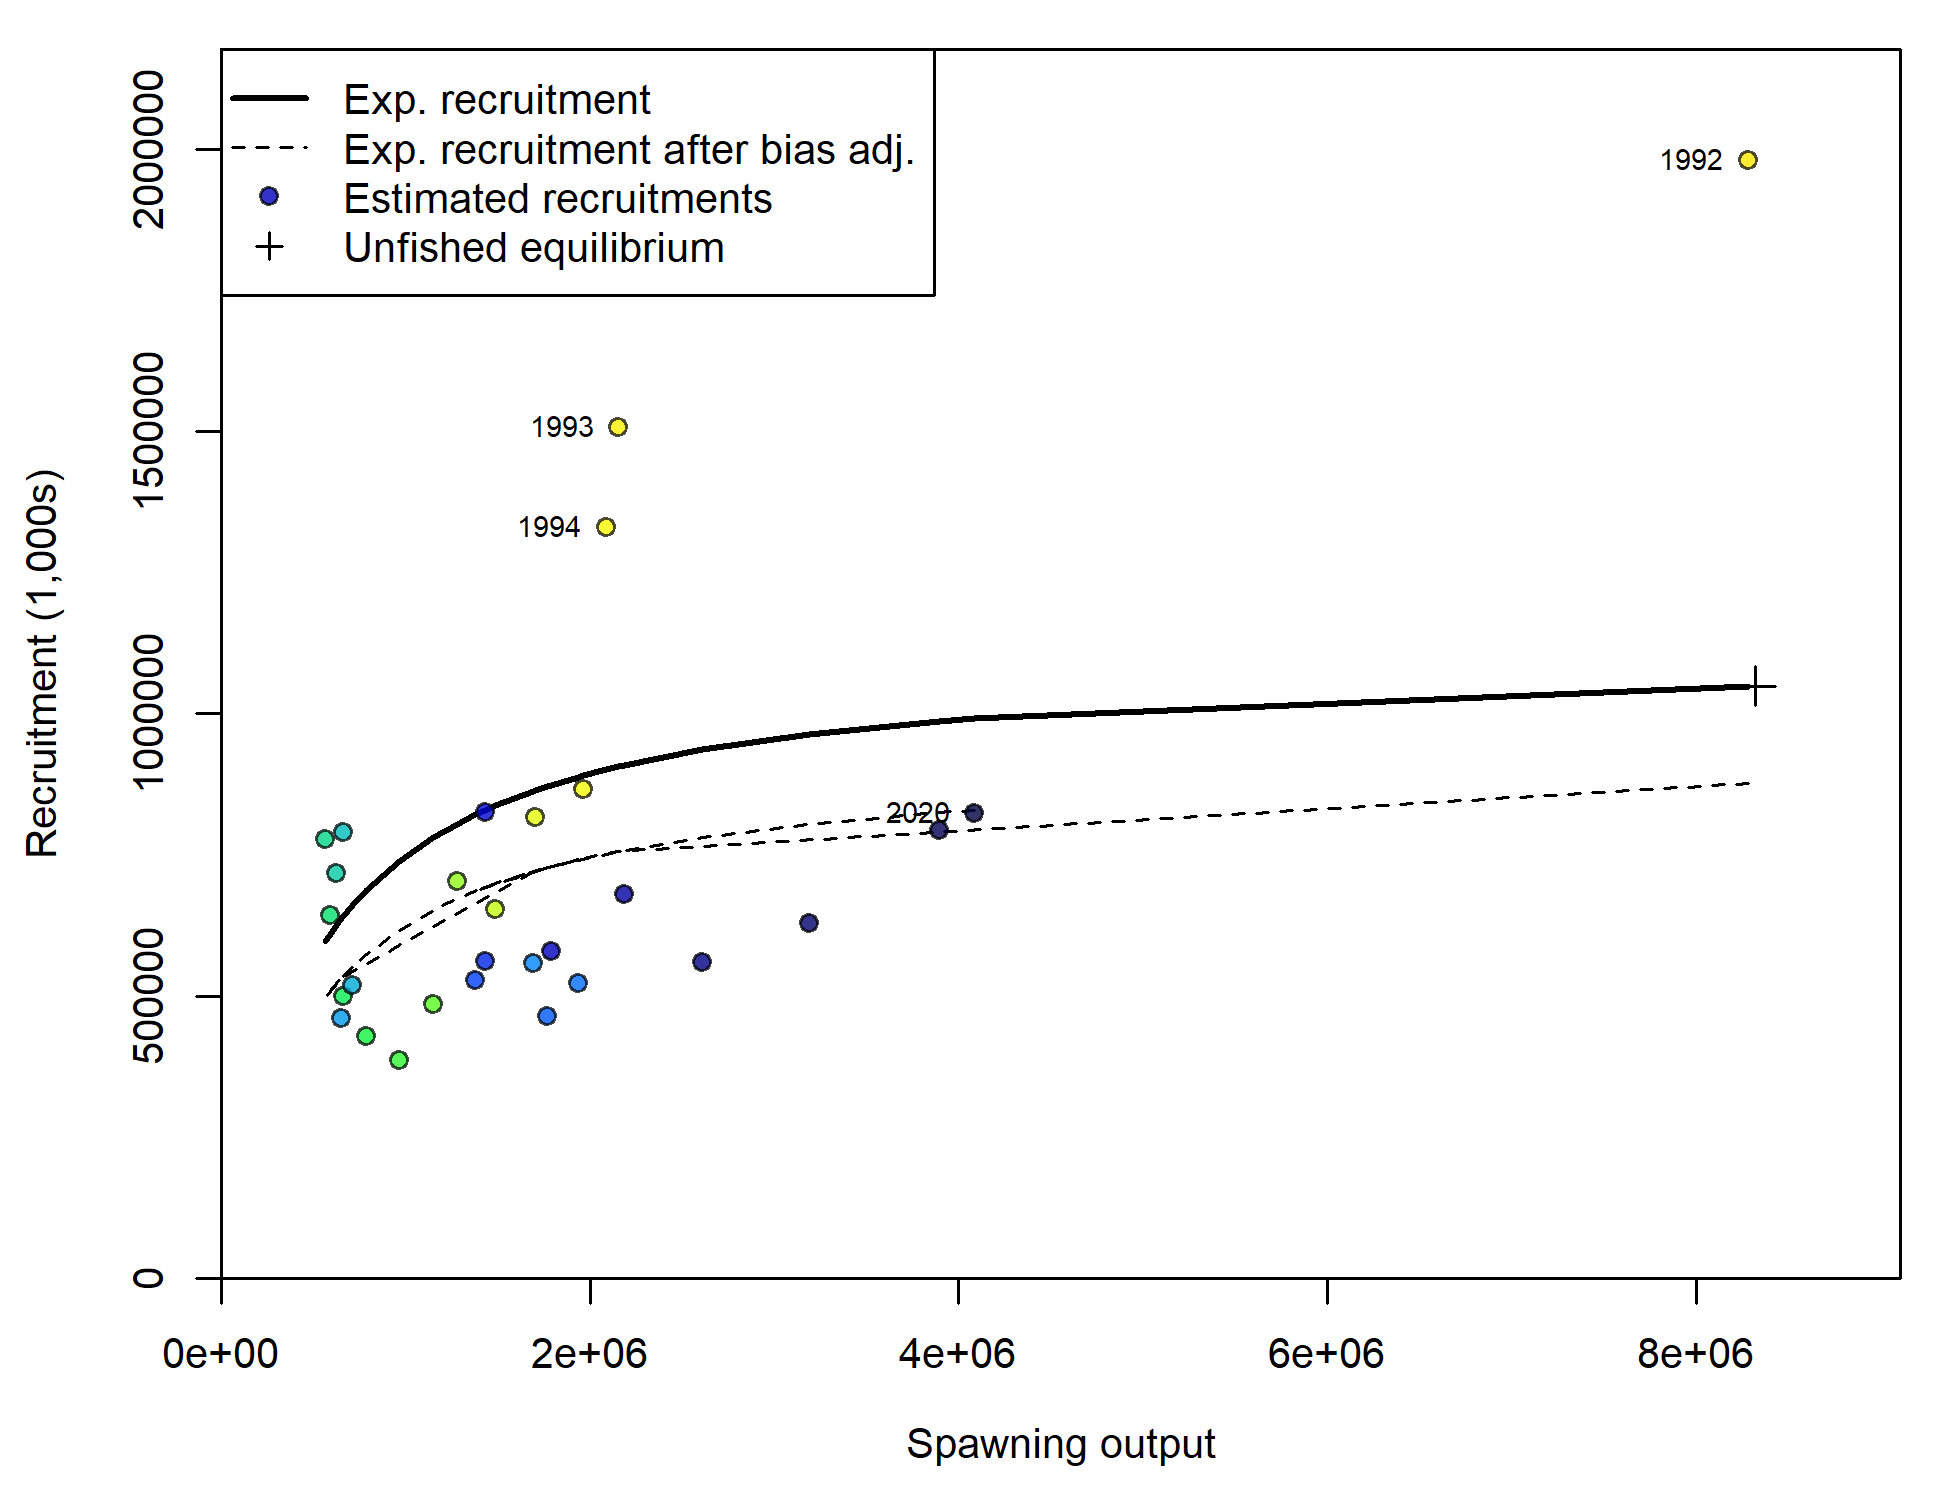 Exp. recruitment
Exp. recruitment after bias adj.
Estimated recruitments
Unfished equilibrium
1992
1993
1994
2020
Recruitment (1,000s)
2000000
1500000
1000000
500000
0
0e+00 2e+06 4e+06 6e+06 8e+06
Spawning output